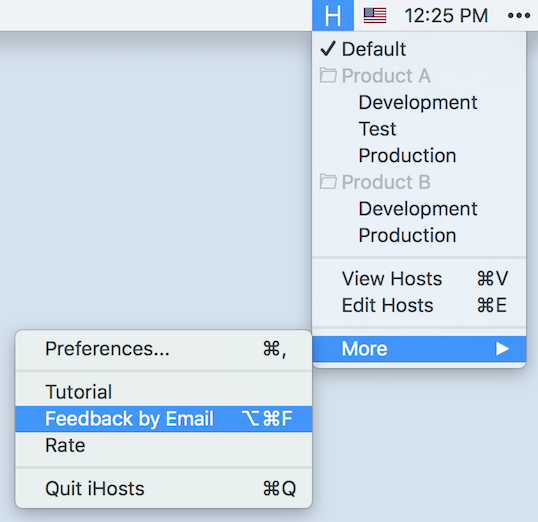 H 12:25 PM •••
✓ Default
Product A
Development
Test
Production
Product B
Development
Production
View Hosts ⌘V
Edit Hosts ⌘E
More ▶
Preferences... ⌘,
Tutorial
Feedback by Email ⌥⌘F
Rate
Quit iHosts ⌘Q